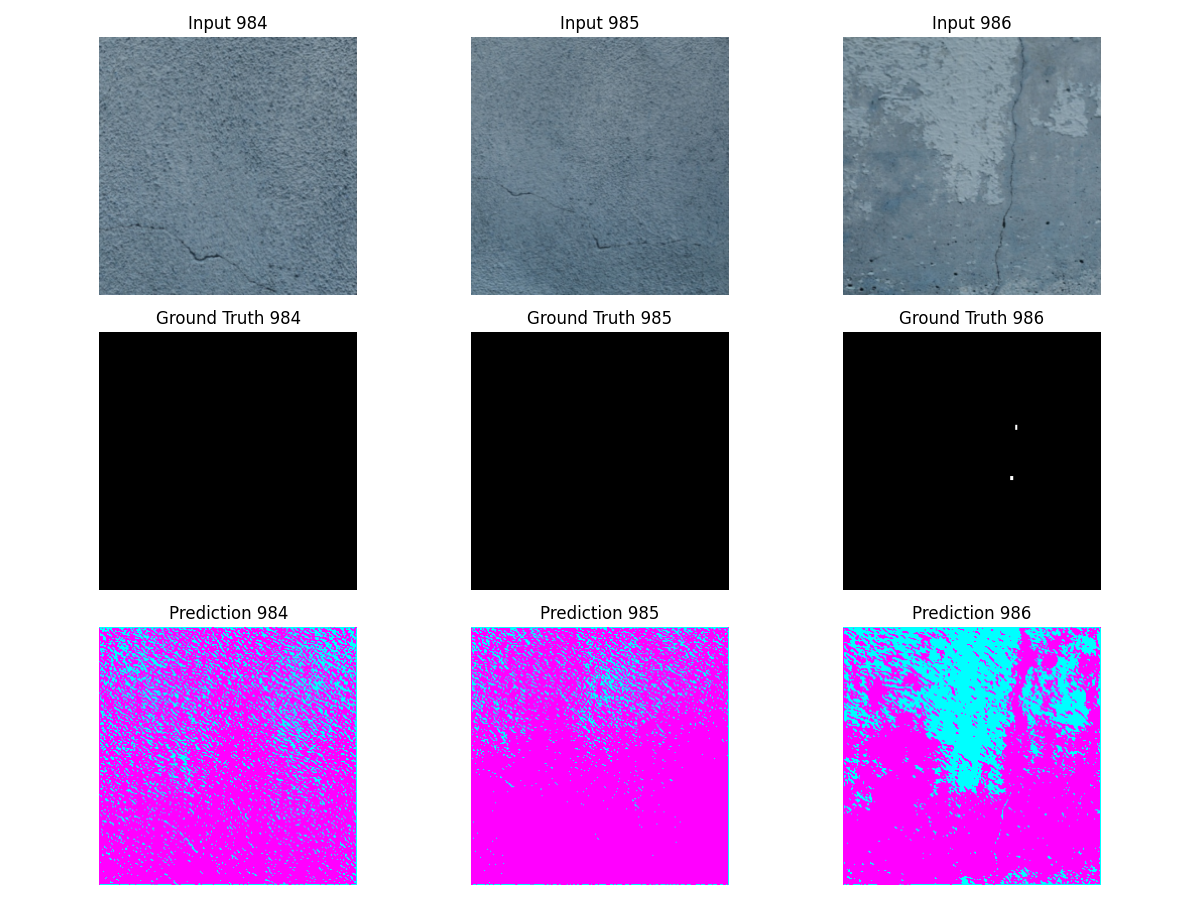 Input 984
Input 985
Input 986
Ground Truth 984
Ground Truth 985
Ground Truth 986
Prediction 984
Prediction 985
Prediction 986